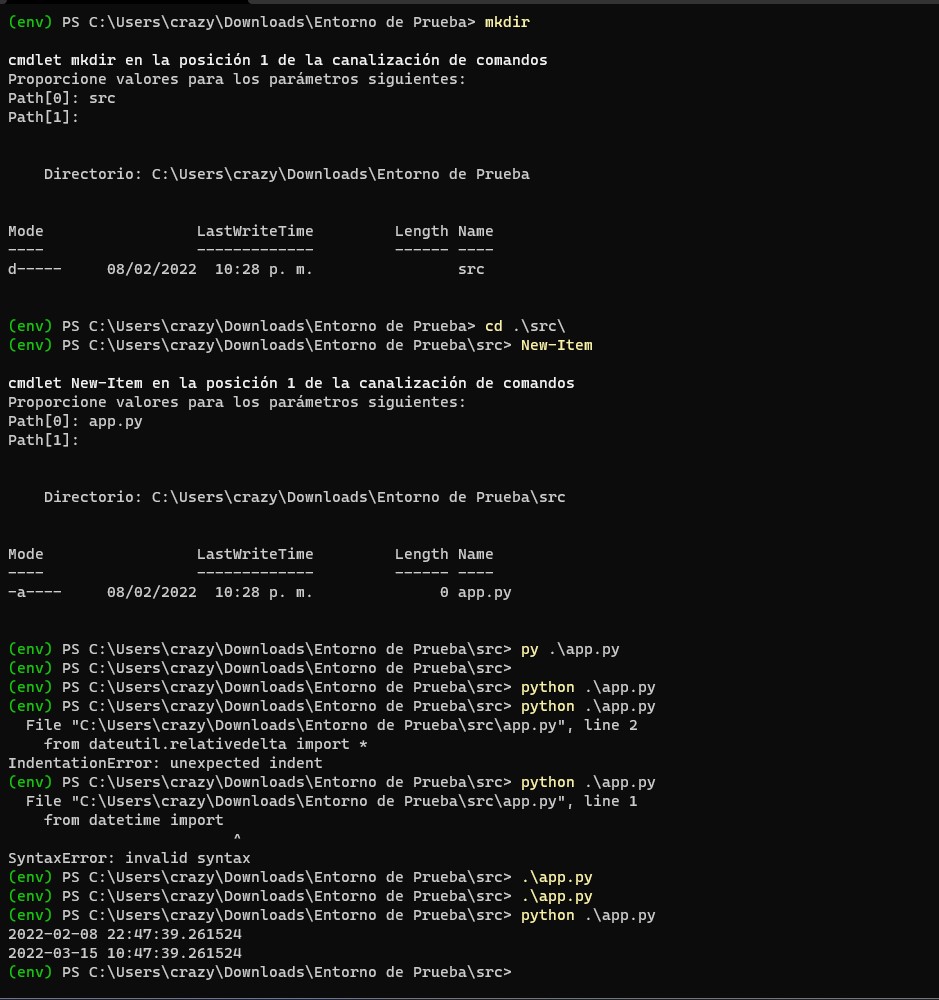 (env) PS C:\Users\crazy\Downloads\Entorno de Prueba> mkdir
cmdlet mkdir en la posición 1 de la canalización de comandos
Proporcione valores para los parámetros siguientes:
Path[0]: src
Path[1]:
Directorio: C:\Users\crazy\Downloads\Entorno de Prueba
Mode LastWriteTime Length Name
---- ------------- ------ ----
d----- 08/02/2022 10:28 p. m. src
(env) PS C:\Users\crazy\Downloads\Entorno de Prueba> cd .\src\
(env) PS C:\Users\crazy\Downloads\Entorno de Prueba\src> New-Item
cmdlet New-Item en la posición 1 de la canalización de comandos
Proporcione valores para los parámetros siguientes:
Path[0]: app.py
Path[1]:
Directorio: C:\Users\crazy\Downloads\Entorno de Prueba\src
Mode LastWriteTime Length Name
---- ------------- ------ ----
-a---- 08/02/2022 10:28 p. m. 0 app.py
(env) PS C:\Users\crazy\Downloads\Entorno de Prueba\src> py .\app.py
(env) PS C:\Users\crazy\Downloads\Entorno de Prueba\src>
(env) PS C:\Users\crazy\Downloads\Entorno de Prueba\src> python .\app.py
(env) PS C:\Users\crazy\Downloads\Entorno de Prueba\src> python .\app.py
File "C:\Users\crazy\Downloads\Entorno de Prueba\src\app.py", line 2
from dateutil.relativedelta import *
IndentationError: unexpected indent
(env) PS C:\Users\crazy\Downloads\Entorno de Prueba\src> python .\app.py
File "C:\Users\crazy\Downloads\Entorno de Prueba\src\app.py", line 1
from datetime import
^
SyntaxError: invalid syntax
(env) PS C:\Users\crazy\Downloads\Entorno de Prueba\src> .\app.py
(env) PS C:\Users\crazy\Downloads\Entorno de Prueba\src> .\app.py
(env) PS C:\Users\crazy\Downloads\Entorno de Prueba\src> python .\app.py
2022-02-08 22:47:39.261524
2022-03-15 10:47:39.261524
(env) PS C:\Users\crazy\Downloads\Entorno de Prueba\src>